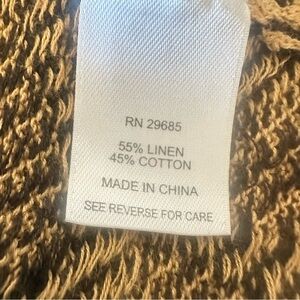 RN 29685
55% LINEN
45% COTTON
MADE IN CHINA
SEE REVERSE FOR CARE